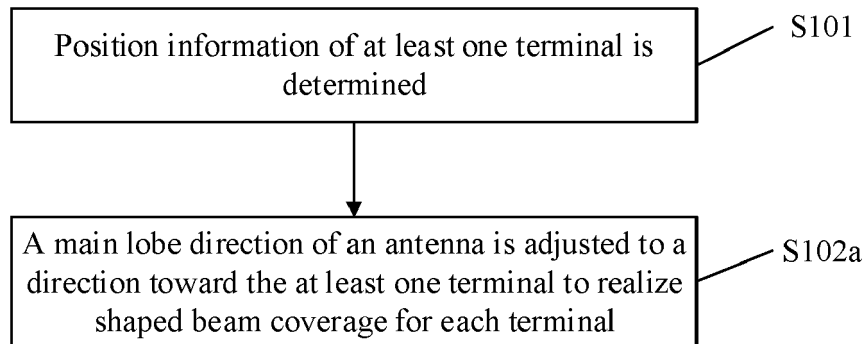 Position information of at least one terminal is
determined
S101
A main lobe direction of an antenna is adjusted to a
direction toward the at least one terminal to realize
shaped beam coverage for each terminal
S102a